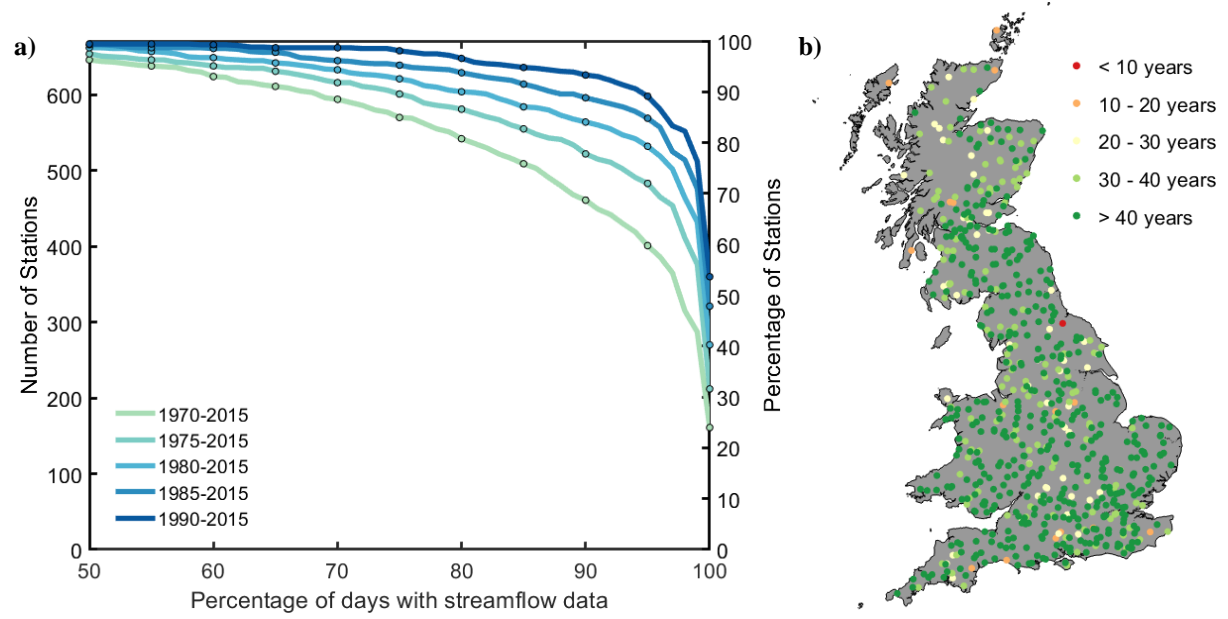 a)
Number of Stations
600
500
400
300
200
100
0
50
60
70
80
90
100
Percentage of days with streamflow data
1970-2015
1975-2015
1980-2015
1985-2015
1990-2015
100
90
80
70
60
50
40
30
20
10
0
Percentage of Stations
b)
< 10 years
10 - 20 years
20 - 30 years
30 - 40 years
> 40 years